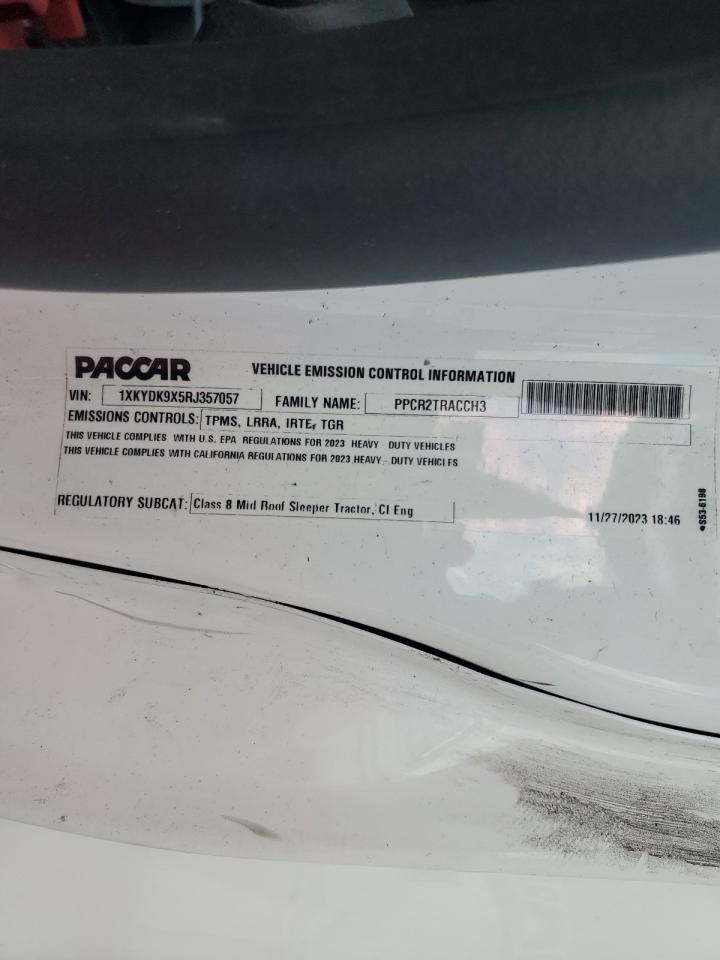 PACCAR VEHICLE EMISSION CONTROL INFORMATION
VIN: 1XKYDK9X5RJ357057 FAMILY NAME: PPCR2TRACCH3
EMISSIONS CONTROLS: TPMS, LRRA, IRTE, TGR
THIS VEHICLE COMPLIES WITH U.S. EPA REGULATIONS FOR 2023 HEAVY - DUTY VEHICLES
THIS VEHICLE COMPLIES WITH CALIFORNIA REGULATIONS FOR 2023 HEAVY - DUTY VEHICLES
REGULATORY SUBCAT: Class 8 Mid Roof Sleeper Tractor, CI Eng
11/27/2023 18:46
S53-6198